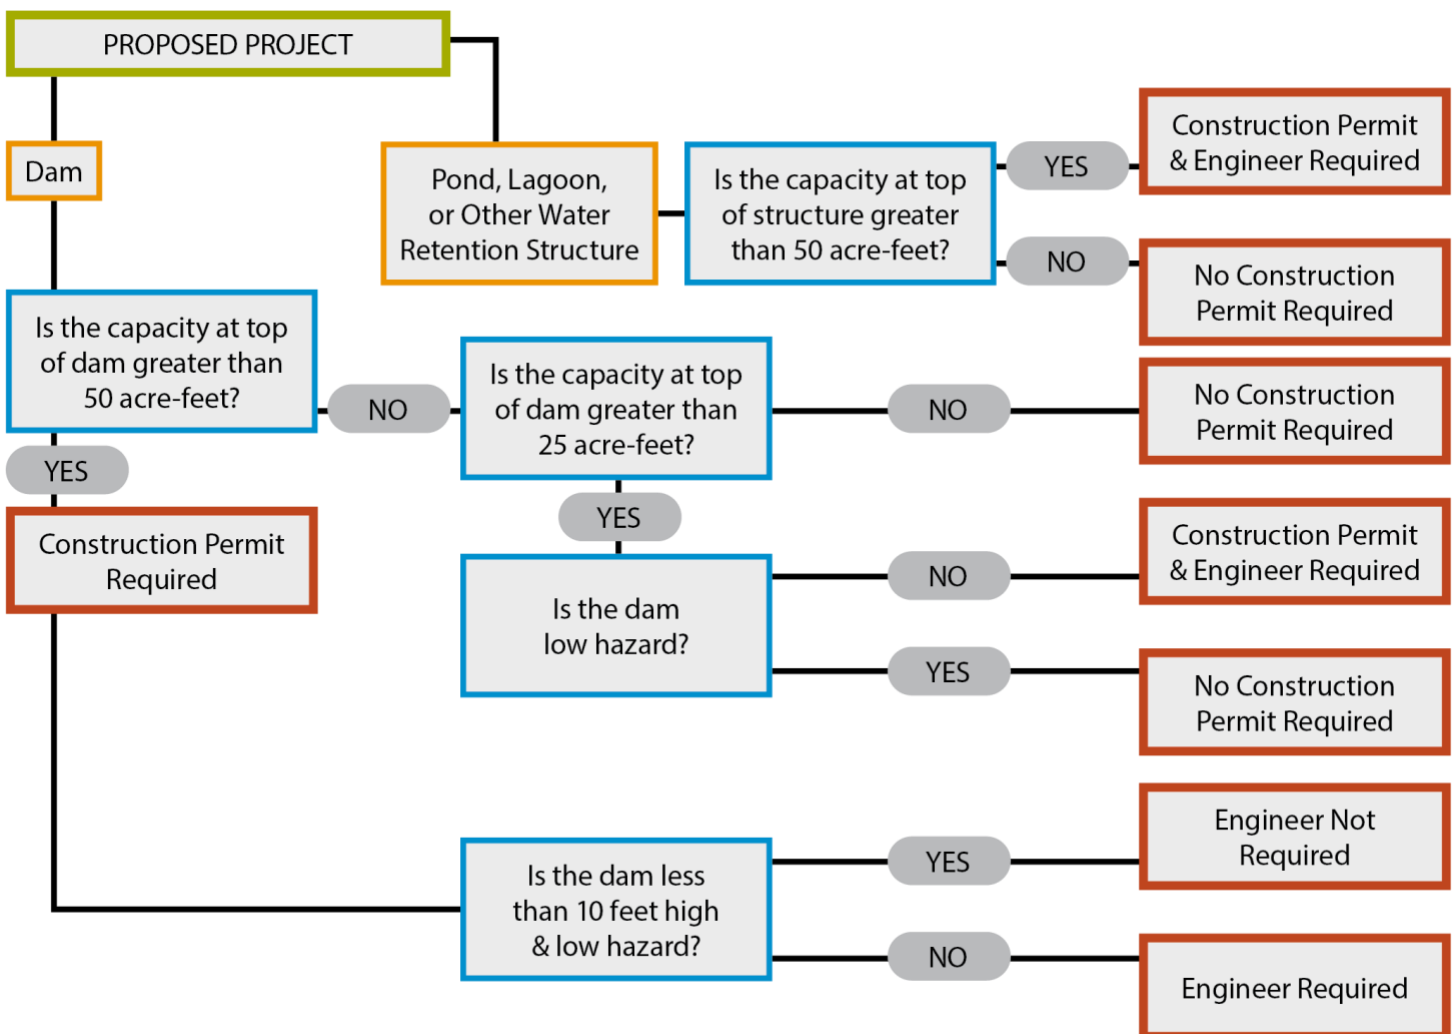 PROPOSED PROJECT
Dam
Pond, Lagoon,
or Other Water
Retention Structure
Is the capacity at top
of structure greater
than 50 acre-feet?
YES
Construction Permit
& Engineer Required
NO
No Construction
Permit Required
Is the capacity at top
of dam greater than
50 acre-feet?
NO
Is the capacity at top
of dam greater than
25 acre-feet?
NO
No Construction
Permit Required
YES
Construction Permit
Required
YES
Is the dam
low hazard?
NO
Construction Permit
& Engineer Required
YES
No Construction
Permit Required
Is the dam less
than 10 feet high
& low hazard?
YES
Engineer Not
Required
NO
Engineer Required